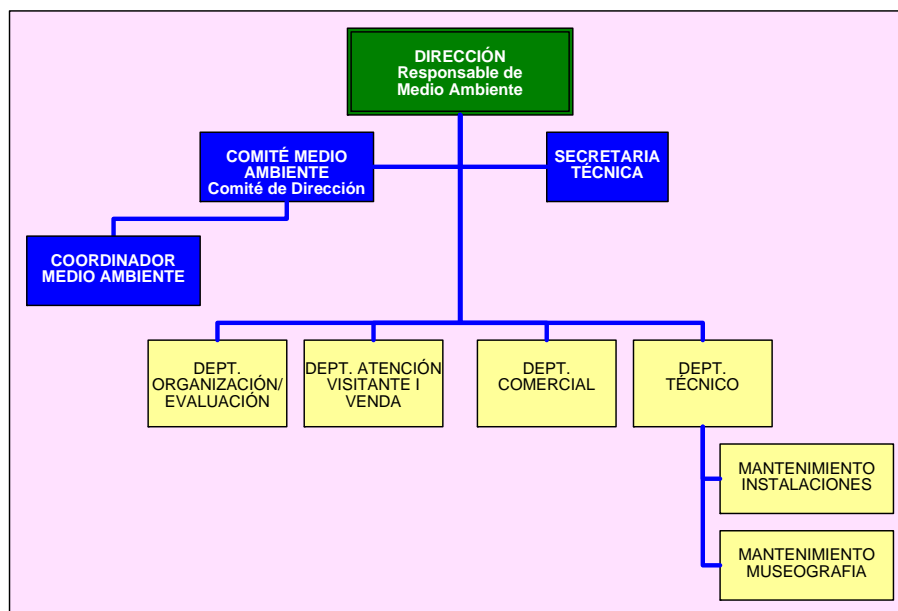 DIRECCIÓN
Responsable de
Medio Ambiente
COMITÉ MEDIO
AMBIENTE
Comité de Dirección
SECRETARIA
TÉCNICA
COORDINADOR
MEDIO AMBIENTE
DEPT.
ORGANIZACIÓN/
EVALUACIÓN
DEPT. ATENCIÓN
VISITANTE I
VENDA
DEPT.
COMERCIAL
DEPT.
TÉCNICO
MANTENIMIENTO
INSTALACIONES
MANTENIMIENTO
MUSEOGRAFIA